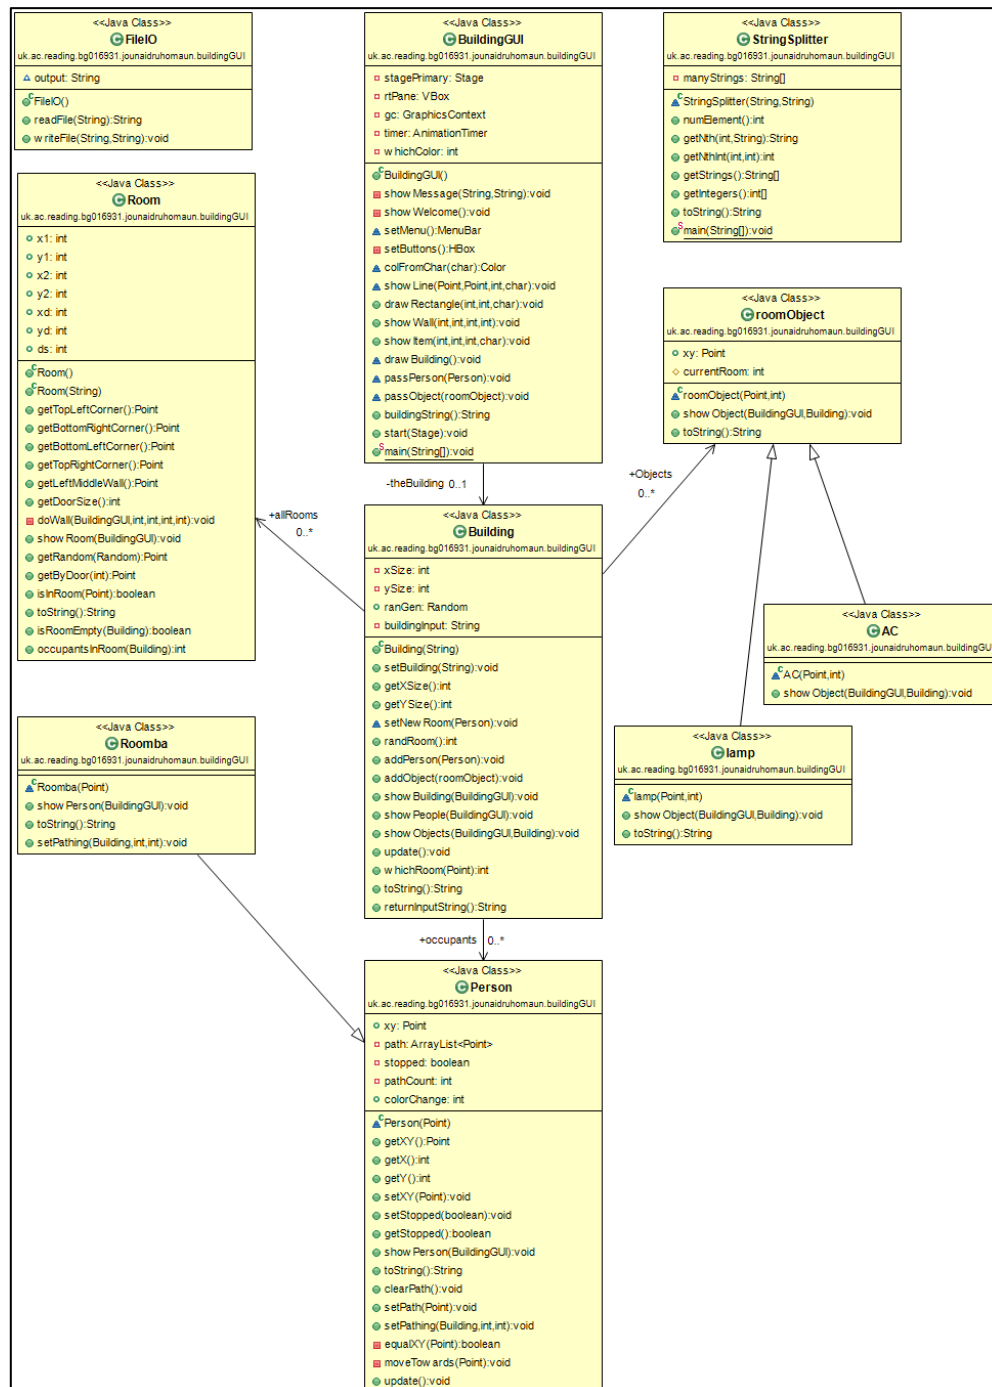 <<Java Class>>
FileIO
uk.ac.reading.bg016931.jounaidruhomaun.buildingGUI
output: String
FileIO()
readFile(String):String
writeFile(String,String):void
<<Java Class>>
BuildingGUI
uk.ac.reading.bg016931.jounaidruhomaun.buildingGUI
stagePrimary: Stage
rtPane: VBox
gc: GraphicsContext
timer: AnimationTimer
whichColor: int
BuildingGUI()
showMessage(String,String):void
showWelcome():void
setMenu():MenuBar
setButtons():HBox
colFromChar(char):Color
showLine(Point,Point,int,char):void
drawRectangle(int,int,char):void
showWall(int,int,int,int):void
showItem(int,int,int,char):void
drawBuilding():void
passPerson(Person):void
passObject(roomObject):void
buildingString():String
start(Stage):void
main(String[]):void
<<Java Class>>
StringSplitter
uk.ac.reading.bg016931.jounaidruhomaun.buildingGUI
manyStrings: String[]
StringSplitter(String,String)
numElement():int
getNth(int,String):String
getNthInt(int,int):int
getStrings():String[]
getIntegers():int[]
toString():String
main(String[]):void
<<Java Class>>
Room
uk.ac.reading.bg016931.jounaidruhomaun.buildingGUI
x1: int
y1: int
x2: int
y2: int
xd: int
yd: int
ds: int
Room()
Room(String)
getTopLeftCorner():Point
getBottomRightCorner():Point
getBottomLeftCorner():Point
getTopRightCorner():Point
getLeftMiddleWall():Point
getDoorSize():int
doWall(BuildingGUI,int,int,int,int):void
showRoom(BuildingGUI):void
getRandom(Random):Point
getByDoor(int):Point
isInRoom(Point):boolean
toString():String
isRoomEmpty(Building):boolean
occupantsInRoom(Building):int
<<Java Class>>
roomObject
uk.ac.reading.bg016931.jounaidruhomaun.buildingGUI
xy: Point
currentRoom: int
roomObject(Point,int)
showObject(BuildingGUI,Building):void
toString():String
-theBuilding 0..1
+Objects
0..*
+allRooms
0..*
<<Java Class>>
Building
uk.ac.reading.bg016931.jounaidruhomaun.buildingGUI
xSize: int
ySize: int
ranGen: Random
buildingInput: String
Building(String)
setBuilding(String):void
getXSize():int
getYSize():int
setNewRoom(Person):void
randRoom():int
addPerson(Person):void
addObject(roomObject):void
showBuilding(BuildingGUI):void
showPeople(BuildingGUI):void
showObjects(BuildingGUI,Building):void
update():void
whichRoom(Point):int
toString():String
returnInputString():String
<<Java Class>>
AC
uk.ac.reading.bg016931.jounaidruhomaun.buildingGUI
AC(Point,int)
showObject(BuildingGUI,Building):void
<<Java Class>>
Roomba
uk.ac.reading.bg016931.jounaidruhomaun.buildingGUI
Roomba(Point)
showPerson(BuildingGUI):void
toString():String
setPathing(Building,int,int):void
<<Java Class>>
lamp
uk.ac.reading.bg016931.jounaidruhomaun.buildingGUI
lamp(Point,int)
showObject(BuildingGUI,Building):void
toString():String
+occupants 0..*
<<Java Class>>
Person
uk.ac.reading.bg016931.jounaidruhomaun.buildingGUI
xy: Point
path: ArrayList<Point>
stopped: boolean
pathCount: int
colorChange: int
Person(Point)
getXY():Point
getX():int
getY():int
setXY(Point):void
setStopped(boolean):void
getStopped():boolean
showPerson(BuildingGUI):void
toString():String
clearPath():void
setPath(Point):void
setPathing(Building,int,int):void
equalXY(Point):boolean
moveTowards(Point):void
update():void